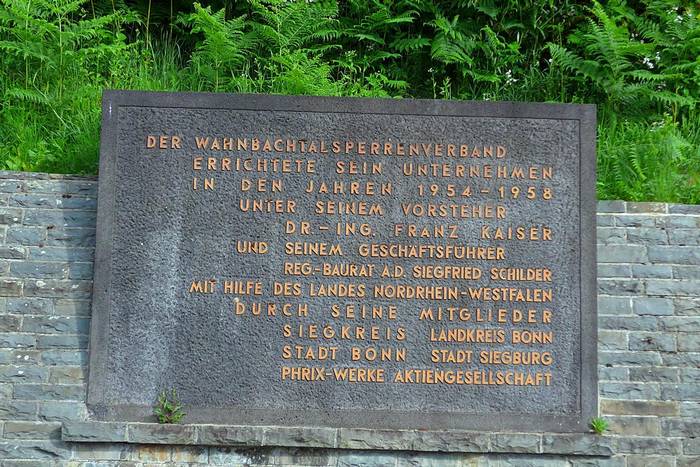 DER WAHNBACHTALSPERRENVERBAND
ERRICHTETE SEIN UNTERNEHMEN
IN DEN JAHREN 1954-1958
UNTER SEINEM VORSTEHER
DR.-ING. FRANZ KAISER
UND SEINEM GESCHÄFTSFÜHRER
REG.-BAURAT A.D. SIEGFRIED SCHILDER
MIT HILFE DES LANDES NORDRHEIN-WESTFALEN
DURCH SEINE MITGLIEDER
SIEGKREIS LANDKREIS BONN
STADT BONN STADT SIEGBURG
PHRIX-WERKE AKTIENGESELLSCHAFT